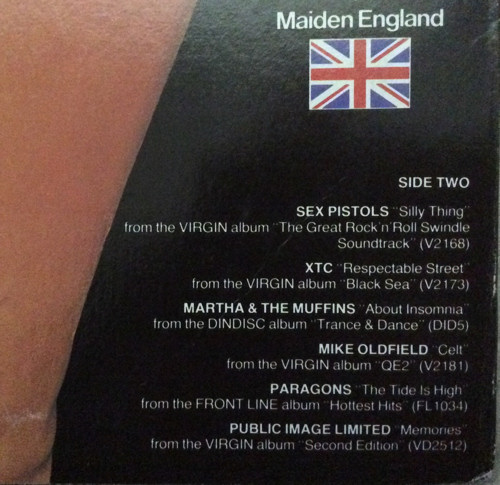 Maiden England
SIDE TWO
SEX PISTOLS "Silly Thing"
from the VIRGIN album "The Great Rock'n'Roll Swindle
Soundtrack" (V2168)
XTC "Respectable Street"
from the VIRGIN album "Black Sea" (V2173)
MARTHA & THE MUFFINS "About Insomnia"
from the DINDISC album "Trance & Dance" (DID5)
MIKE OLDFIELD "Celt"
from the VIRGIN album "QE2" (V2181)
PARAGONS "The Tide Is High"
from the FRONT LINE album "Hottest Hits" (FL1034)
PUBLIC IMAGE LIMITED "Memories"
from the VIRGIN album "Second Edition" (VD2512)